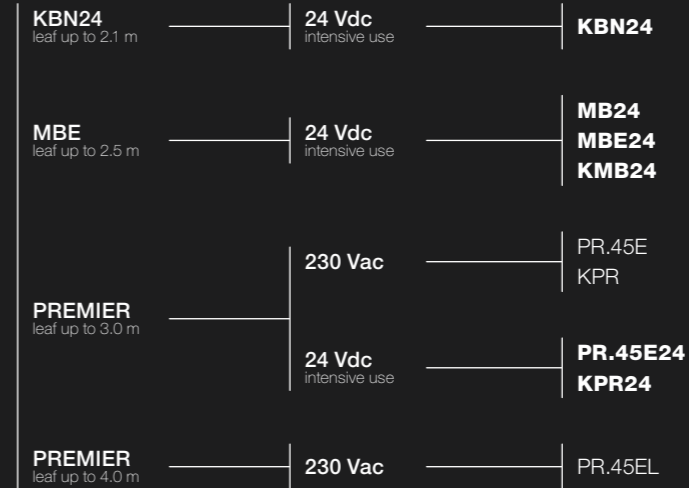 KBN24
leaf up to 2.1 m
24 Vdc
intensive use
KBN24
MBE
leaf up to 2.5 m
24 Vdc
intensive use
MB24
MBE24
KMB24
PREMIER
leaf up to 3.0 m
230 Vac
PR.45E
KPR
24 Vdc
intensive use
PR.45E24
KPR24
PREMIER
leaf up to 4.0 m
230 Vac
PR.45EL